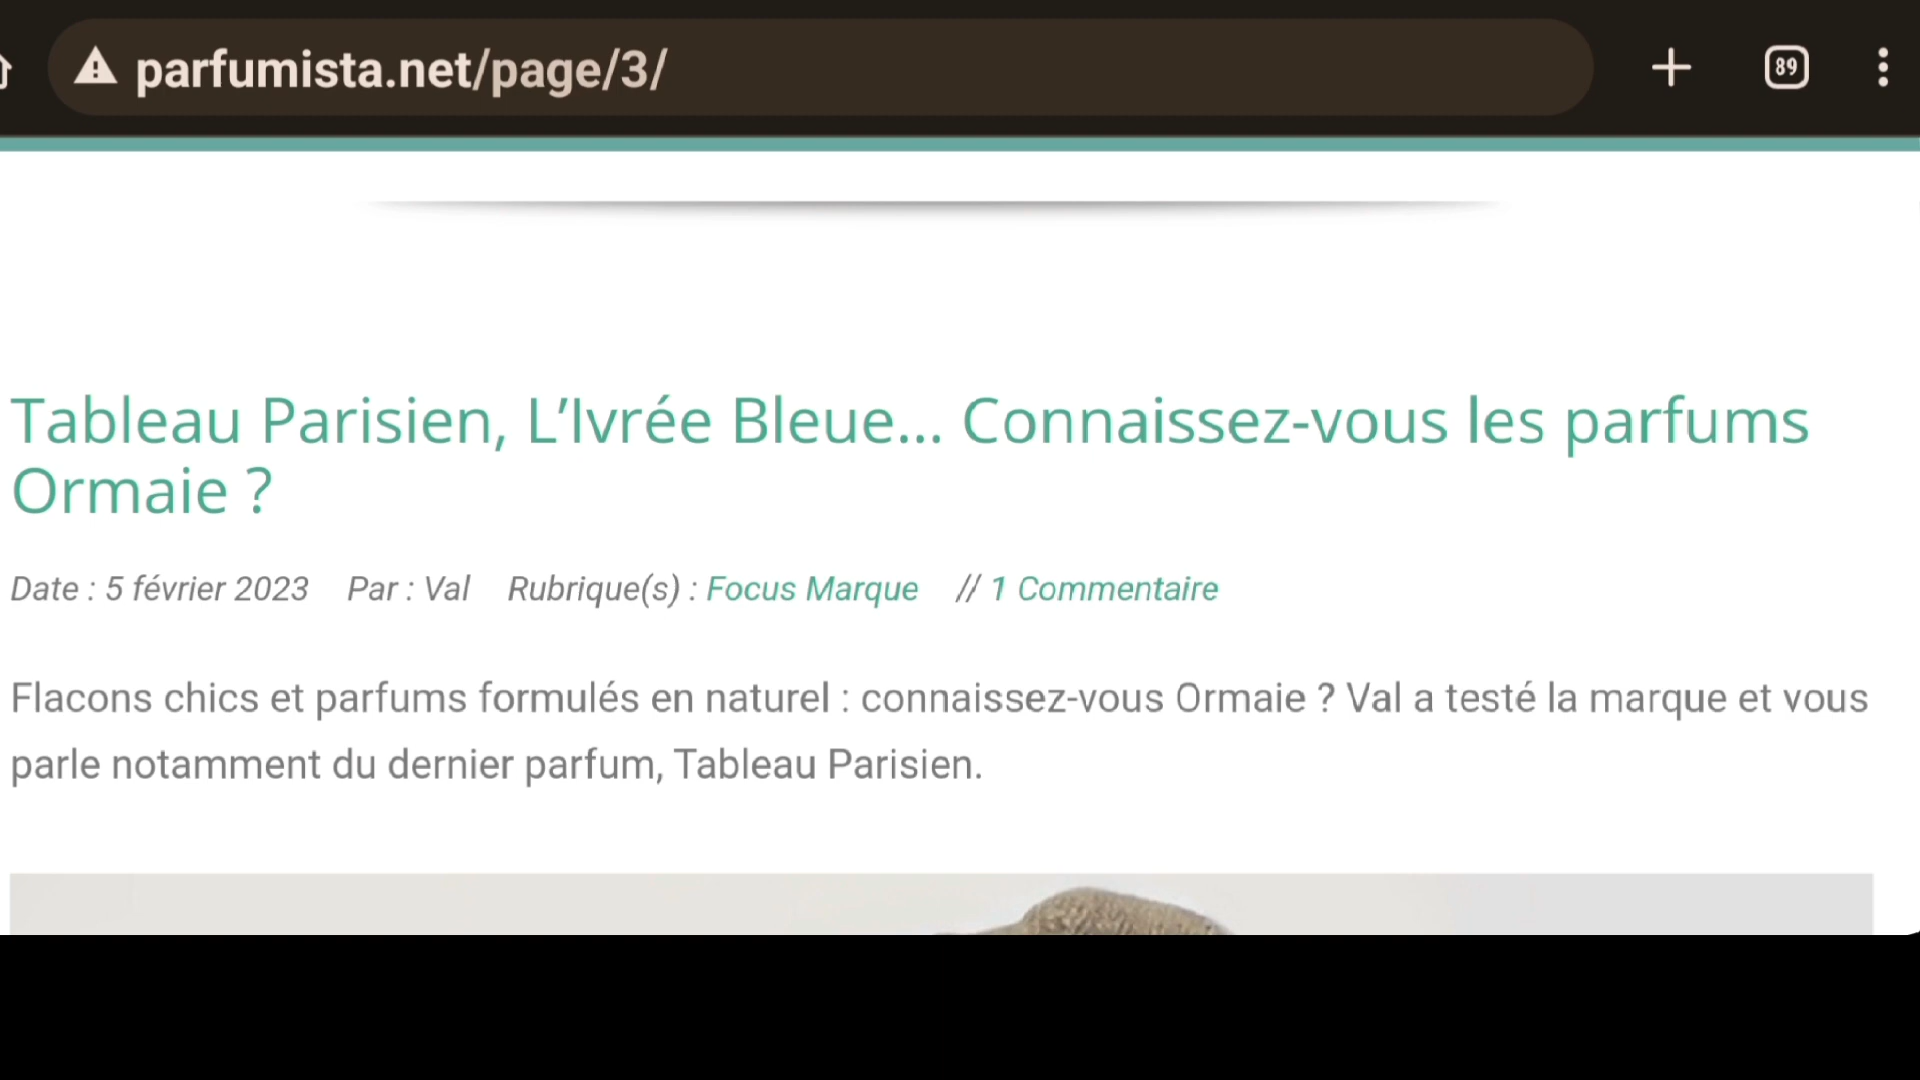 parfumista.net/page/3/
89
Tableau Parisien, L’Ivrée Bleue… Connaissez-vous les parfums
Ormaie ?
Date : 5 février 2023 Par : Val Rubrique(s) : Focus Marque // 1 Commentaire
Flacons chics et parfums formulés en naturel : connaissez-vous Ormaie ? Val a testé la marque et vous
parle notamment du dernier parfum, Tableau Parisien.